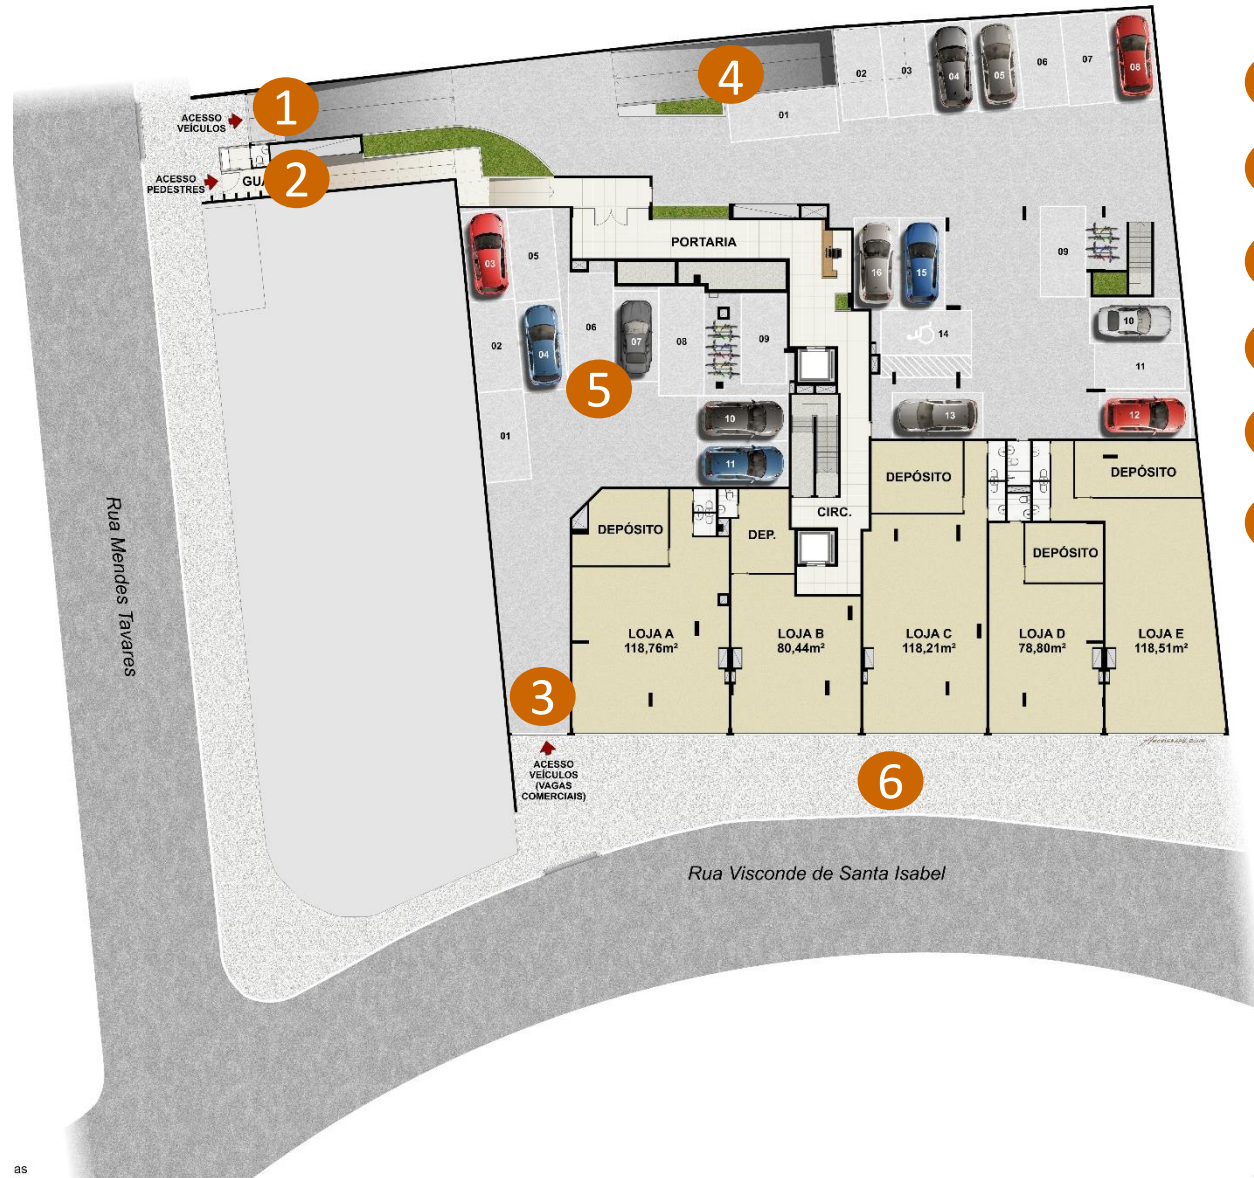 1
ACESSO
VEÍCULOS
2
ACESSO
PEDESTRES
4
01
02
03
04
05
06
07
08
PORTARIA
03
05
02
04
06
07
08
09
01
5
10
11
16
15
14
13
09
10
11
12
DEPÓSITO
DEP.
CIRC.
DEPÓSITO
DEPÓSITO
DEPÓSITO
LOJA A
118,76m²
LOJA B
80,44m²
LOJA C
118,21m²
LOJA D
78,80m²
LOJA E
118,51m²
3
ACESSO
VEÍCULOS
(VAGAS
COMERCIAIS)
6
Rua Mendes Tavares
Rua Visconde de Santa Isabel
as